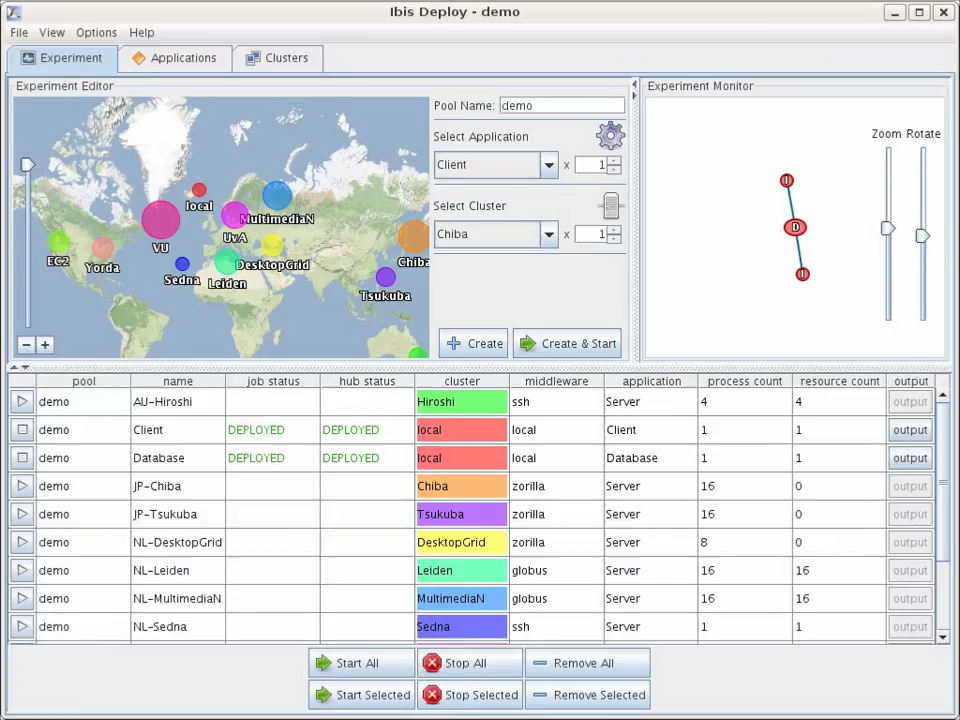 Ibis Deploy - demo
File View Options Help
Experiment Applications Clusters
Experiment Editor
EC2
Yorda
VU
local
Sedna
UvA
Leiden
MultimediaN
DesktopGrid
Tsukuba
Chiba
Pool Name: demo
Select Application
Client x 1
Select Cluster
Chiba x 1
Create Create & Start
Experiment Monitor
Zoom Rotate
I
D
I
pool name job status hub status cluster middleware application process count resource count output
demo AU-Hiroshi Hiroshi ssh Server 4 4 output
demo Client DEPLOYED DEPLOYED local local Client 1 1 output
demo Database DEPLOYED DEPLOYED local local Database 1 1 output
demo JP-Chiba Chiba zorilla Server 16 0 output
demo JP-Tsukuba Tsukuba zorilla Server 16 0 output
demo NL-DesktopGrid DesktopGrid zorilla Server 8 0 output
demo NL-Leiden Leiden globus Server 16 16 output
demo NL-MultimediaN MultimediaN globus Server 16 16 output
demo NL-Sedna Sedna ssh Server 1 1 output
Start All Stop All Remove All
Start Selected Stop Selected Remove Selected